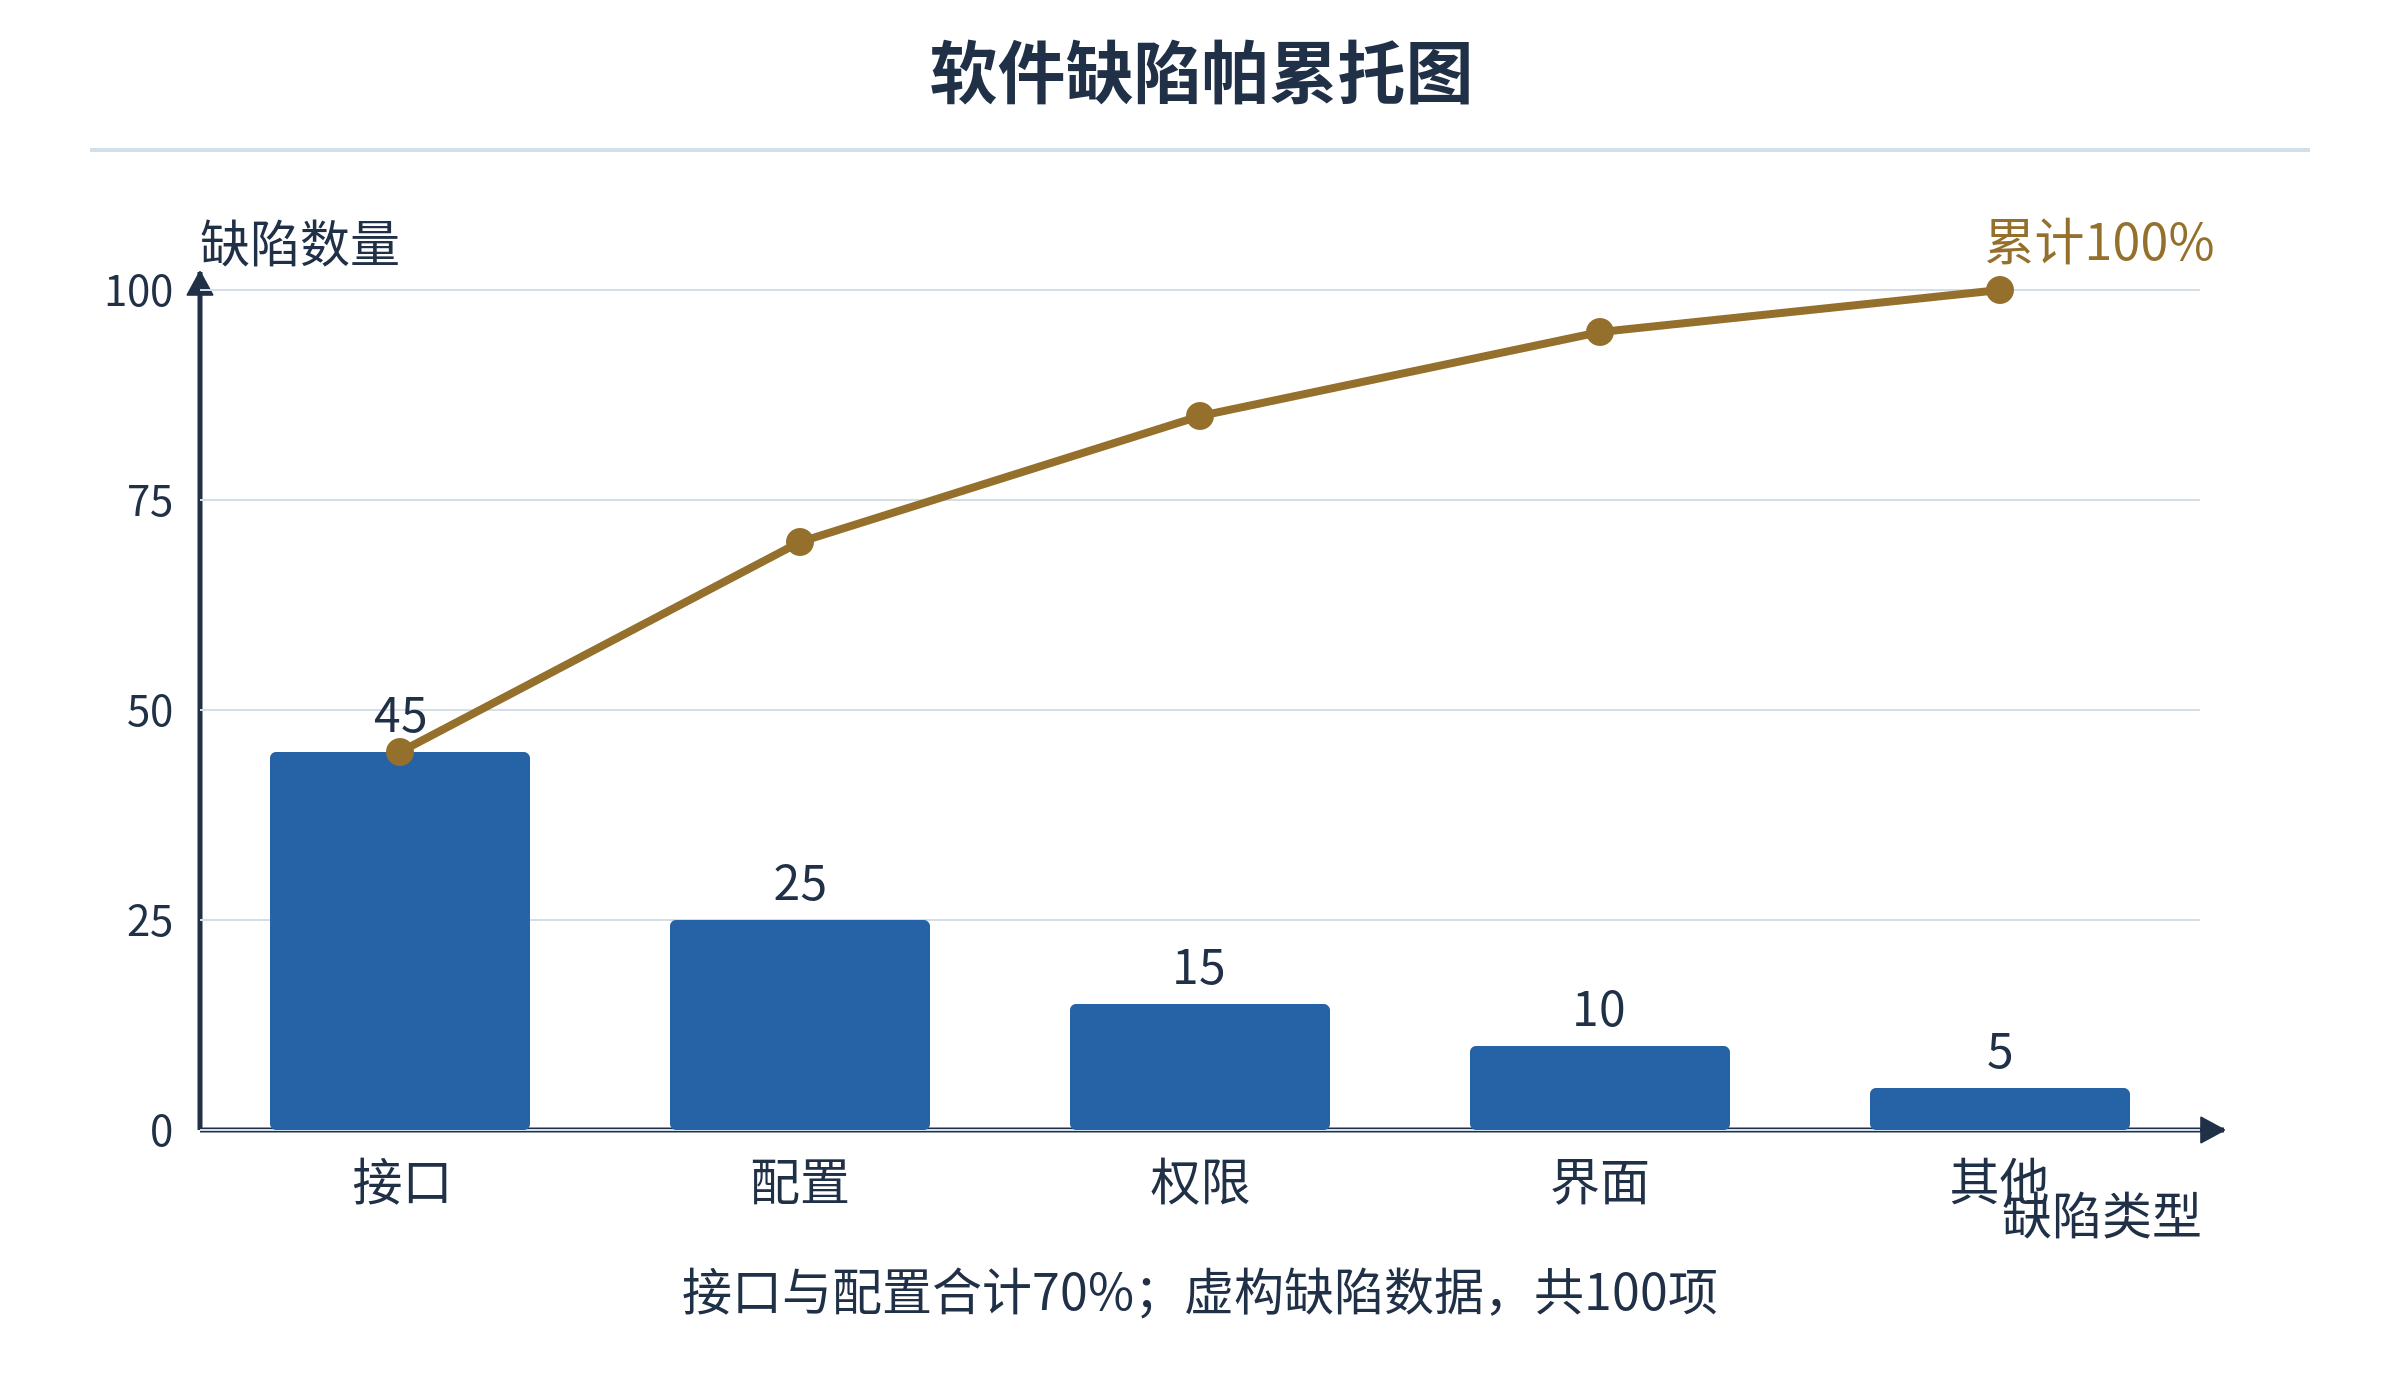 软件缺陷帕累托图
缺陷数量
累计100%
100
75
50
25
0
45
25
15
10
5
接口
配置
权限
界面
其他
缺陷类型
接口与配置合计70%；虚构缺陷数据，共100项